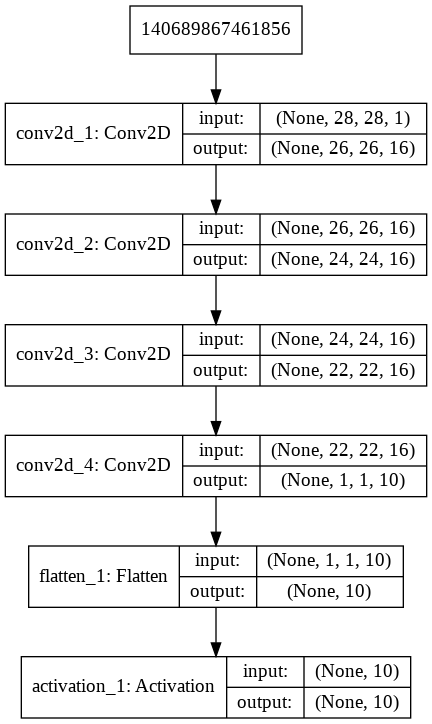 140689867461856
conv2d_1: Conv2D
input:
(None, 28, 28, 1)
output:
(None, 26, 26, 16)
conv2d_2: Conv2D
input:
(None, 26, 26, 16)
output:
(None, 24, 24, 16)
conv2d_3: Conv2D
input:
(None, 24, 24, 16)
output:
(None, 22, 22, 16)
conv2d_4: Conv2D
input:
(None, 22, 22, 16)
output:
(None, 1, 1, 10)
flatten_1: Flatten
input:
(None, 1, 1, 10)
output:
(None, 10)
activation_1: Activation
input:
(None, 10)
output:
(None, 10)